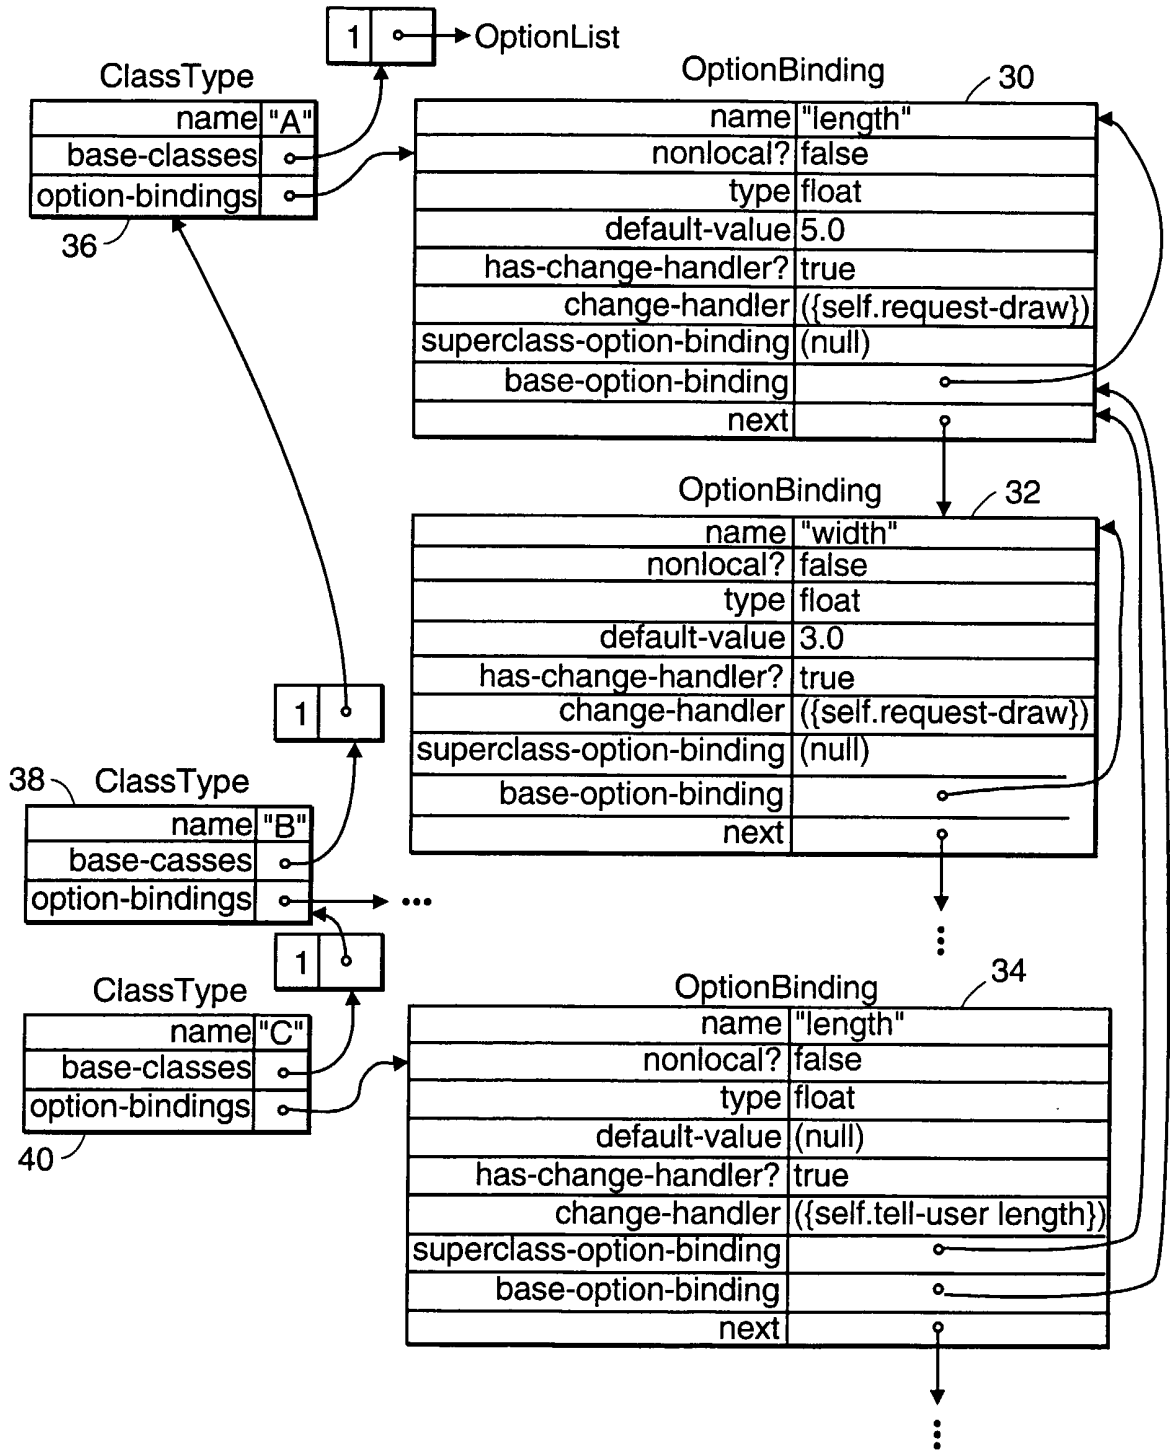 1 OptionList
ClassType
name "A"
base-classes
option-bindings
36
OptionBinding 30
name "length"
nonlocal? false
type float
default-value 5.0
has-change-handler? true
change-handler ({self.request-draw})
superclass-option-binding (null)
base-option-binding
next
OptionBinding 32
name "width"
nonlocal? false
type float
default-value 3.0
has-change-handler? true
change-handler ({self.request-draw})
superclass-option-binding (null)
base-option-binding
next
1
38 ClassType
name "B"
base-casses
option-bindings •••
1
ClassType
name "C"
base-classes
option-bindings
40
OptionBinding 34
name "length"
nonlocal? false
type float
default-value (null)
has-change-handler? true
change-handler ({self.tell-user length})
superclass-option-binding
base-option-binding
next